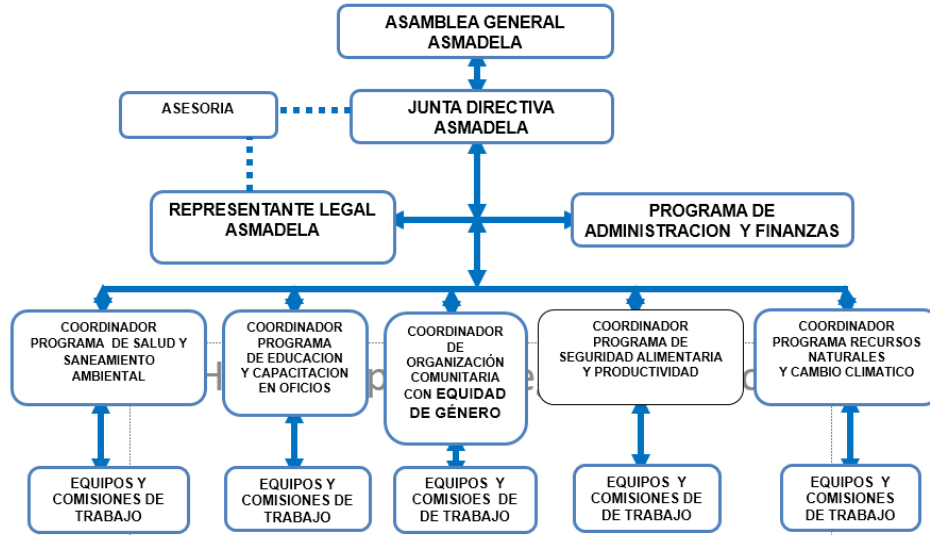 ASAMBLEA GENERAL
ASMADELA
ASESORIA
JUNTA DIRECTIVA
ASMADELA
REPRESENTANTE LEGAL
ASMADELA
PROGRAMA DE
ADMINISTRACION Y FINANZAS
COORDINADOR
PROGRAMA DE SALUD Y
SANEAMIENTO
AMBIENTAL
COORDINADOR
PROGRAMA
DE EDUCACION
Y CAPACITACION
EN OFICIOS
COORDINADOR
DE
ORGANIZACIÓN
COMUNITARIA
CON EQUIDAD
DE GÉNERO
COORDINADOR
PROGRAMA DE
SEGURIDAD ALIMENTARIA
Y PRODUCTIVIDAD
COORDINADOR
PROGRAMA RECURSOS
NATURALES
Y CAMBIO CLIMATICO
EQUIPOS Y
COMISIONES DE
TRABAJO
EQUIPOS Y
COMISIONES DE
TRABAJO
EQUIPOS Y
COMISIOES DE
DE TRABAJO
EQUIPOS Y
COMISIONES DE
DE TRABAJO
EQUIPOS Y
COMISIONES
DE TRABAJO